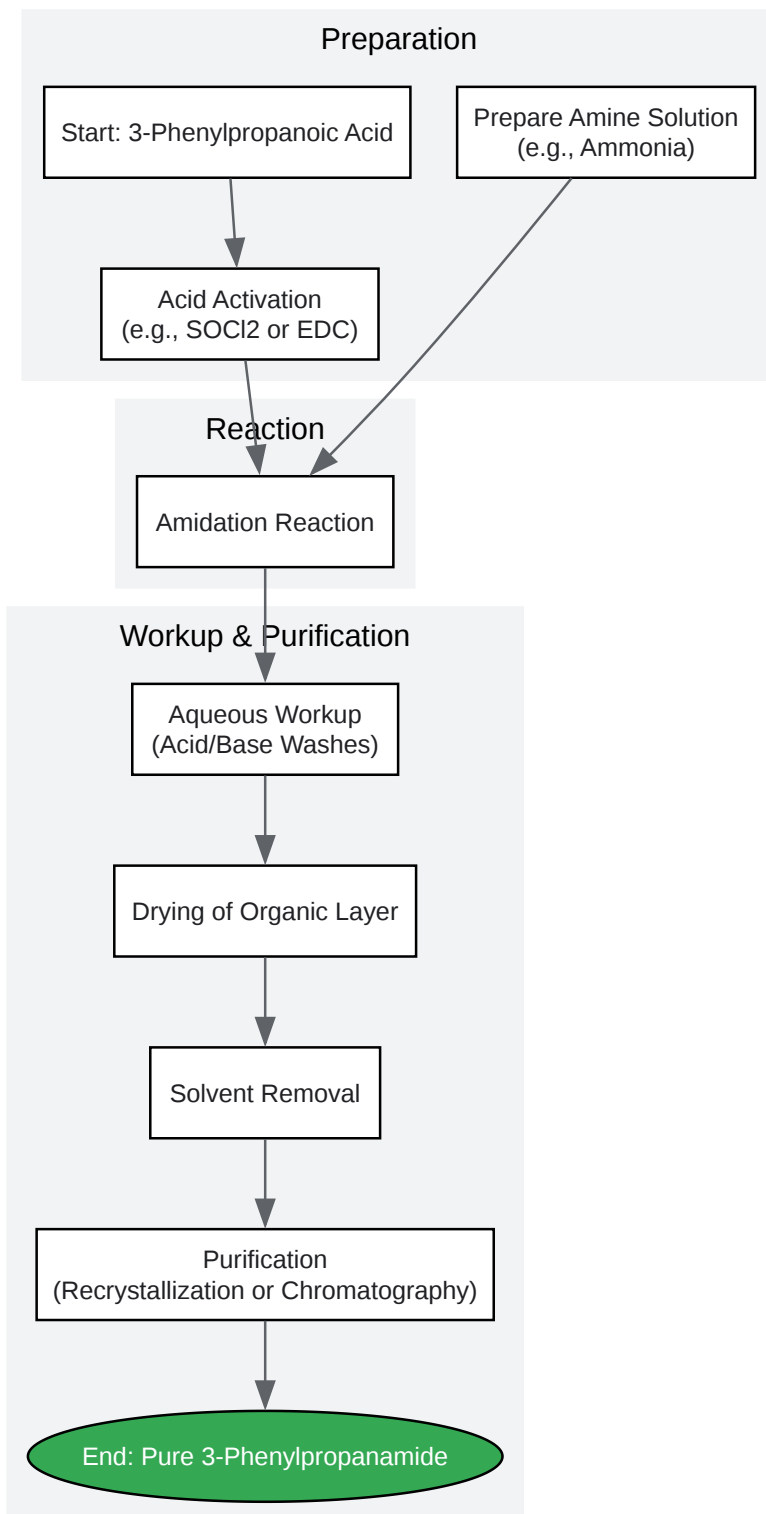 Preparation
Start: 3-Phenylpropanoic Acid
Prepare Amine Solution
(e.g., Ammonia)
Acid Activation
(e.g., SOCl2 or EDC)
Reaction
Amidation Reaction
Workup & Purification
Aqueous Workup
(Acid/Base Washes)
Drying of Organic Layer
Solvent Removal
Purification
(Recrystallization or Chromatography)
End: Pure 3-Phenylpropanamide